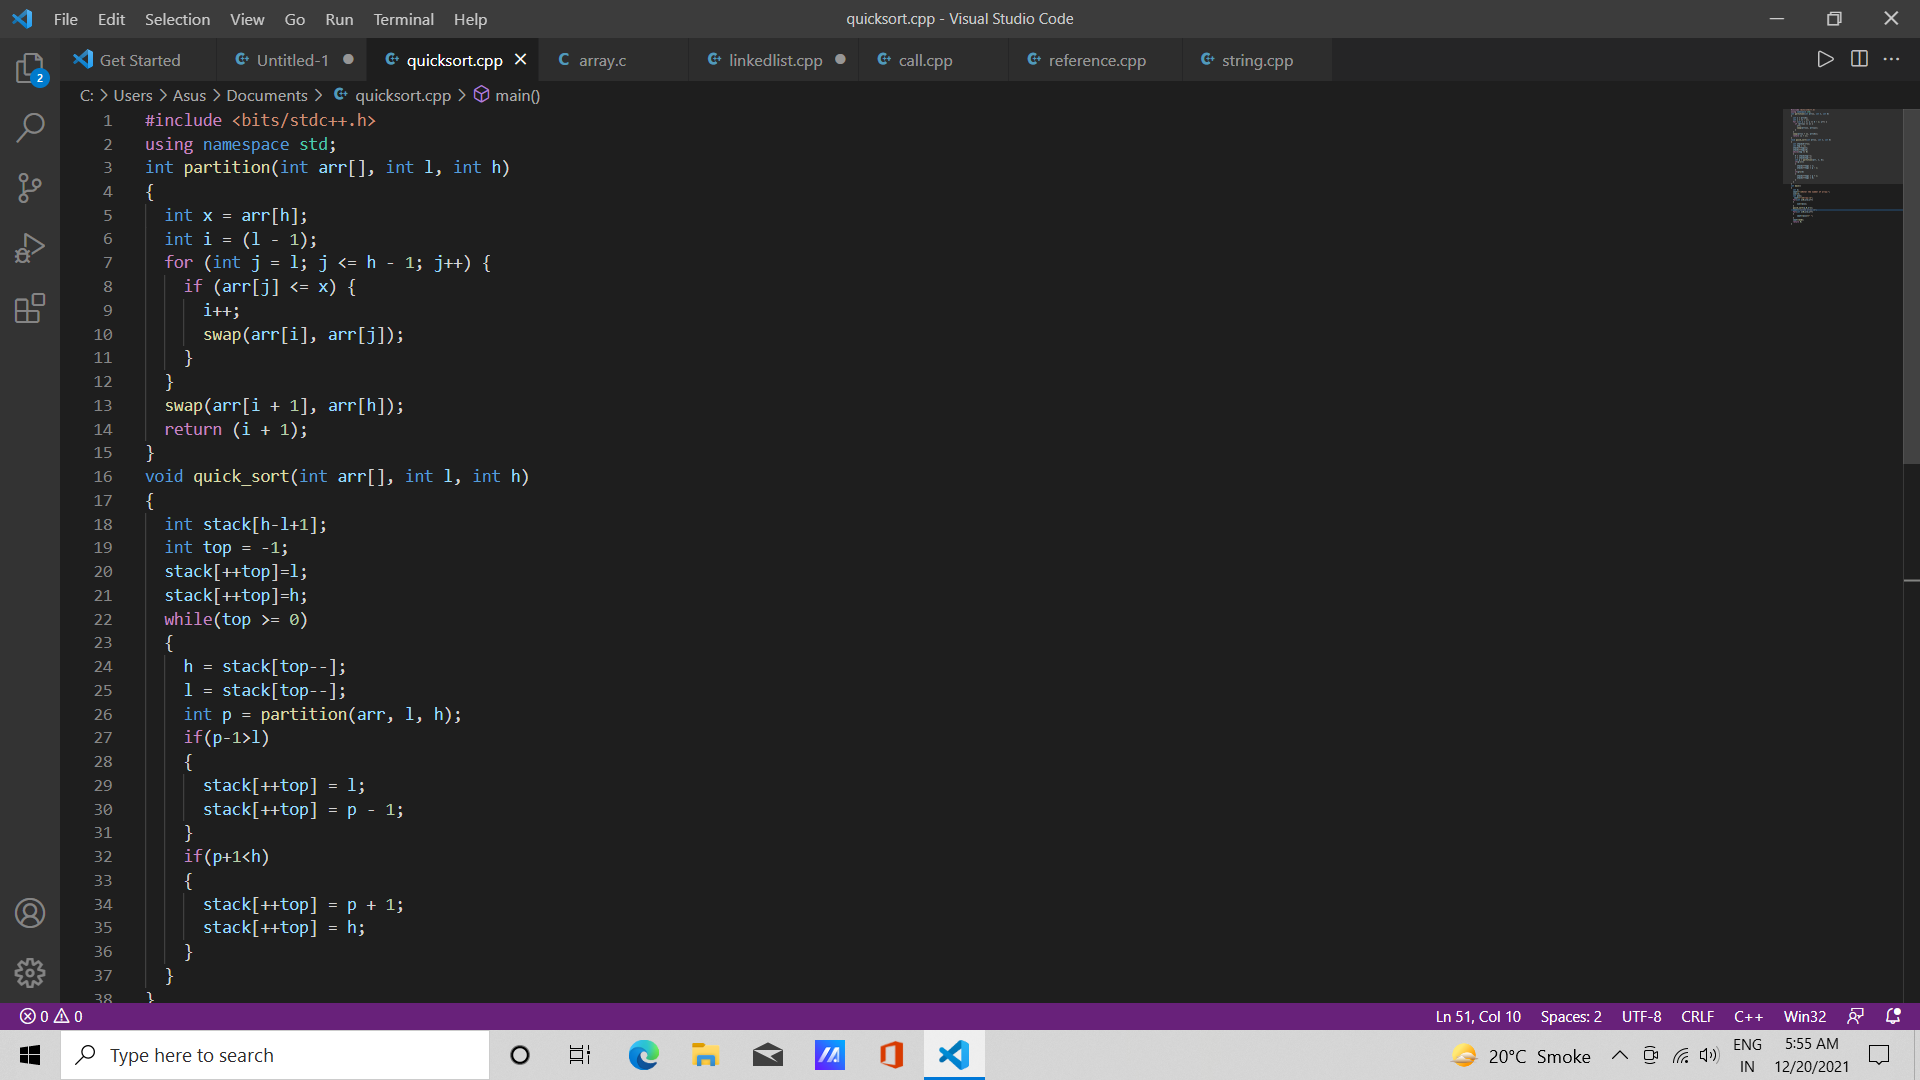 File Edit Selection View Go Run Terminal Help
quicksort.cpp - Visual Studio Code
Get Started Untitled-1 quicksort.cpp array.c linkedlist.cpp call.cpp reference.cpp string.cpp
2
C: > Users > Asus > Documents > quicksort.cpp > main()
1 #include <bits/stdc++.h>
2 using namespace std;
3 int partition(int arr[], int l, int h)
4 {
5 int x = arr[h];
6 int i = (l - 1);
7 for (int j = l; j <= h - 1; j++) {
8 if (arr[j] <= x) {
9 i++;
10 swap(arr[i], arr[j]);
11 }
12 }
13 swap(arr[i + 1], arr[h]);
14 return (i + 1);
15 }
16 void quick_sort(int arr[], int l, int h)
17 {
18 int stack[h-l+1];
19 int top = -1;
20 stack[++top]=l;
21 stack[++top]=h;
22 while(top >= 0)
23 {
24 h = stack[top--];
25 l = stack[top--];
26 int p = partition(arr, l, h);
27 if(p-1>l)
28 {
29 stack[++top] = l;
30 stack[++top] = p - 1;
31 }
32 if(p+1<h)
33 {
34 stack[++top] = p + 1;
35 stack[++top] = h;
36 }
37 }
38 }
0 0 Ln 51, Col 10 Spaces: 2 UTF-8 CRLF C++ Win32
Type here to search
20°C Smoke
ENG
IN
5:55 AM
12/20/2021